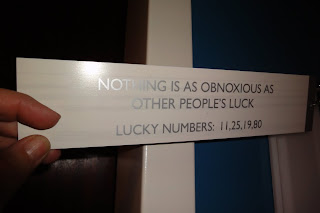 NOTHING IS AS OBNOXIOUS AS
OTHER PEOPLE'S LUCK
LUCKY NUMBERS: 11,25,19,80